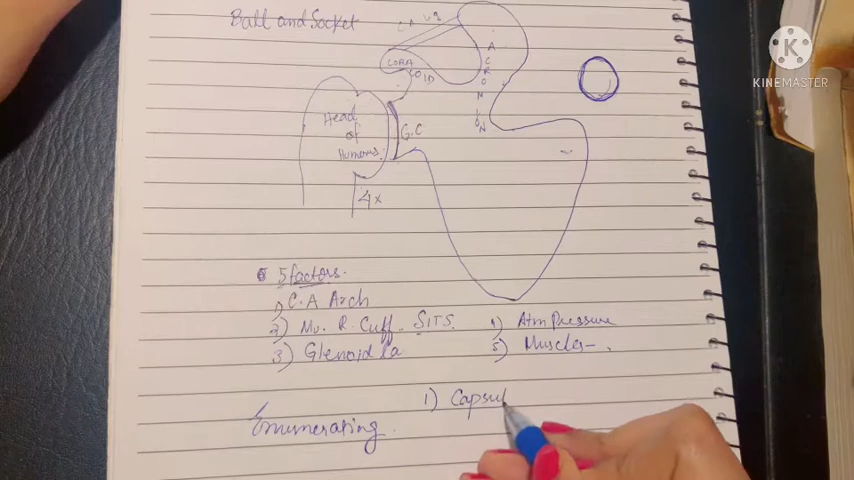 Ball and Socket
CORA
COID
ACROMION
Head
of
Humerus
G.C
4x
5 factors.
1) C.A Arch
2) Mu. R. Cuff - SITS.
3) Glenoid la
4) Atm Pressure
5) Muscles -
1) Capsul
Enumerating
KINEMASTER